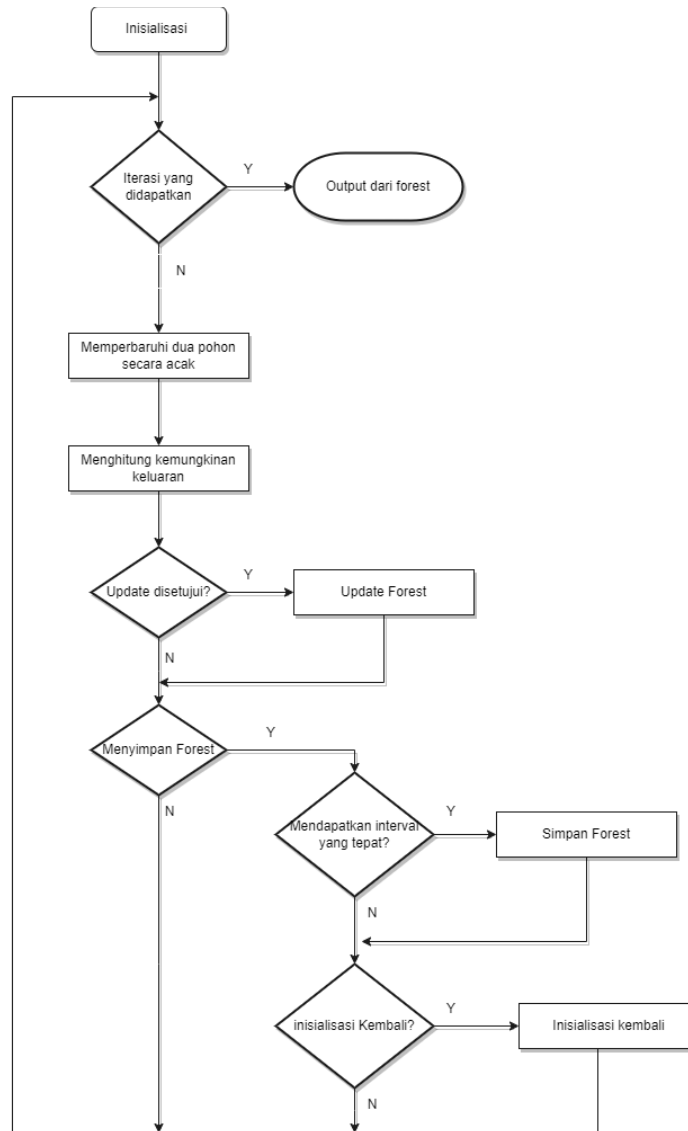 Inisialisasi
Iterasi yang
didapatkan
Y
Output dari forest
N
Memperbaruhi dua pohon
secara acak
Menghitung kemungkinan
keluaran
Update disetujui?
Y
Update Forest
N
Menyimpan Forest
Y
N
Mendapatkan interval
yang tepat?
Y
Simpan Forest
N
inisialisasi Kembali?
Y
Inisialisasi kembali
N